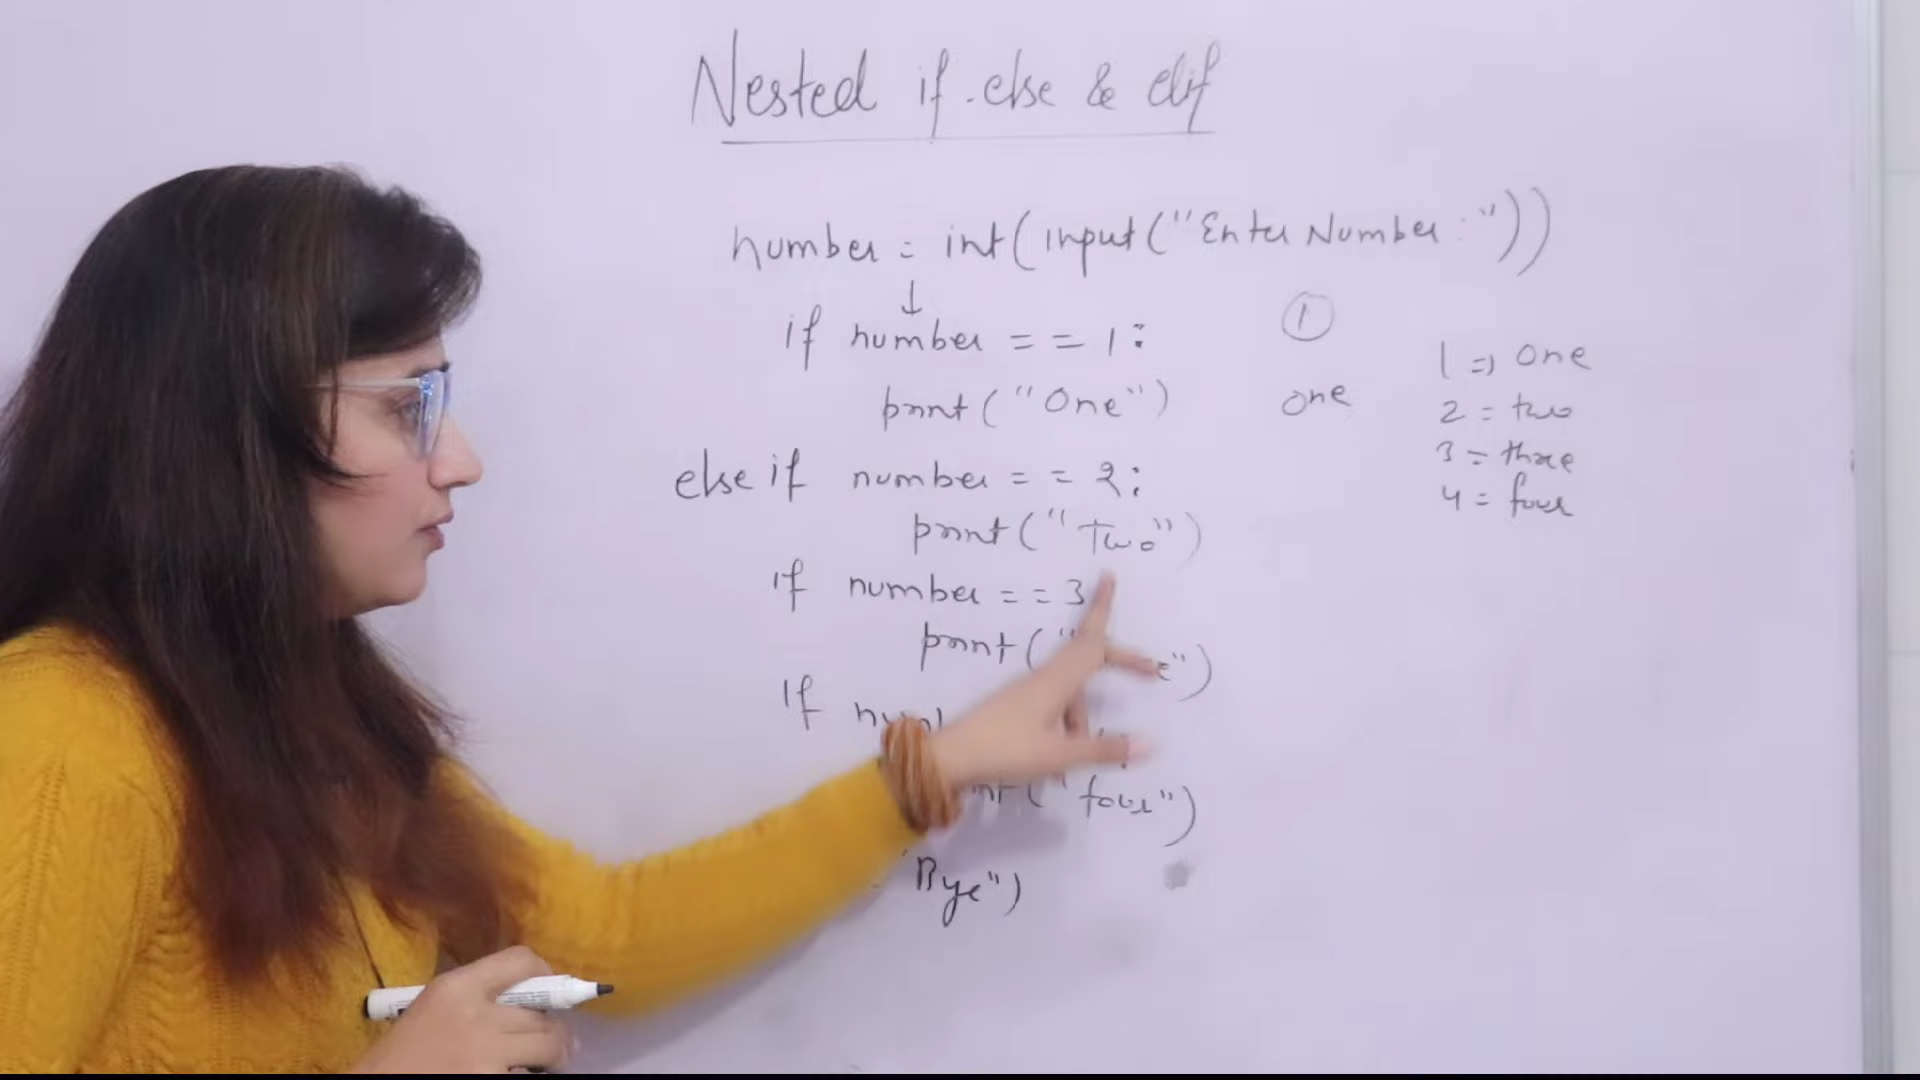 Nested if-else & elif
number = int(input("Enter Number:"))
↓
if number == 1:
print("One")
else if number == 2:
print("Two")
if number == 3
print("
e")
If
("four")
Bye")
1
one
1 => One
2 = two
3 = three
4 = four